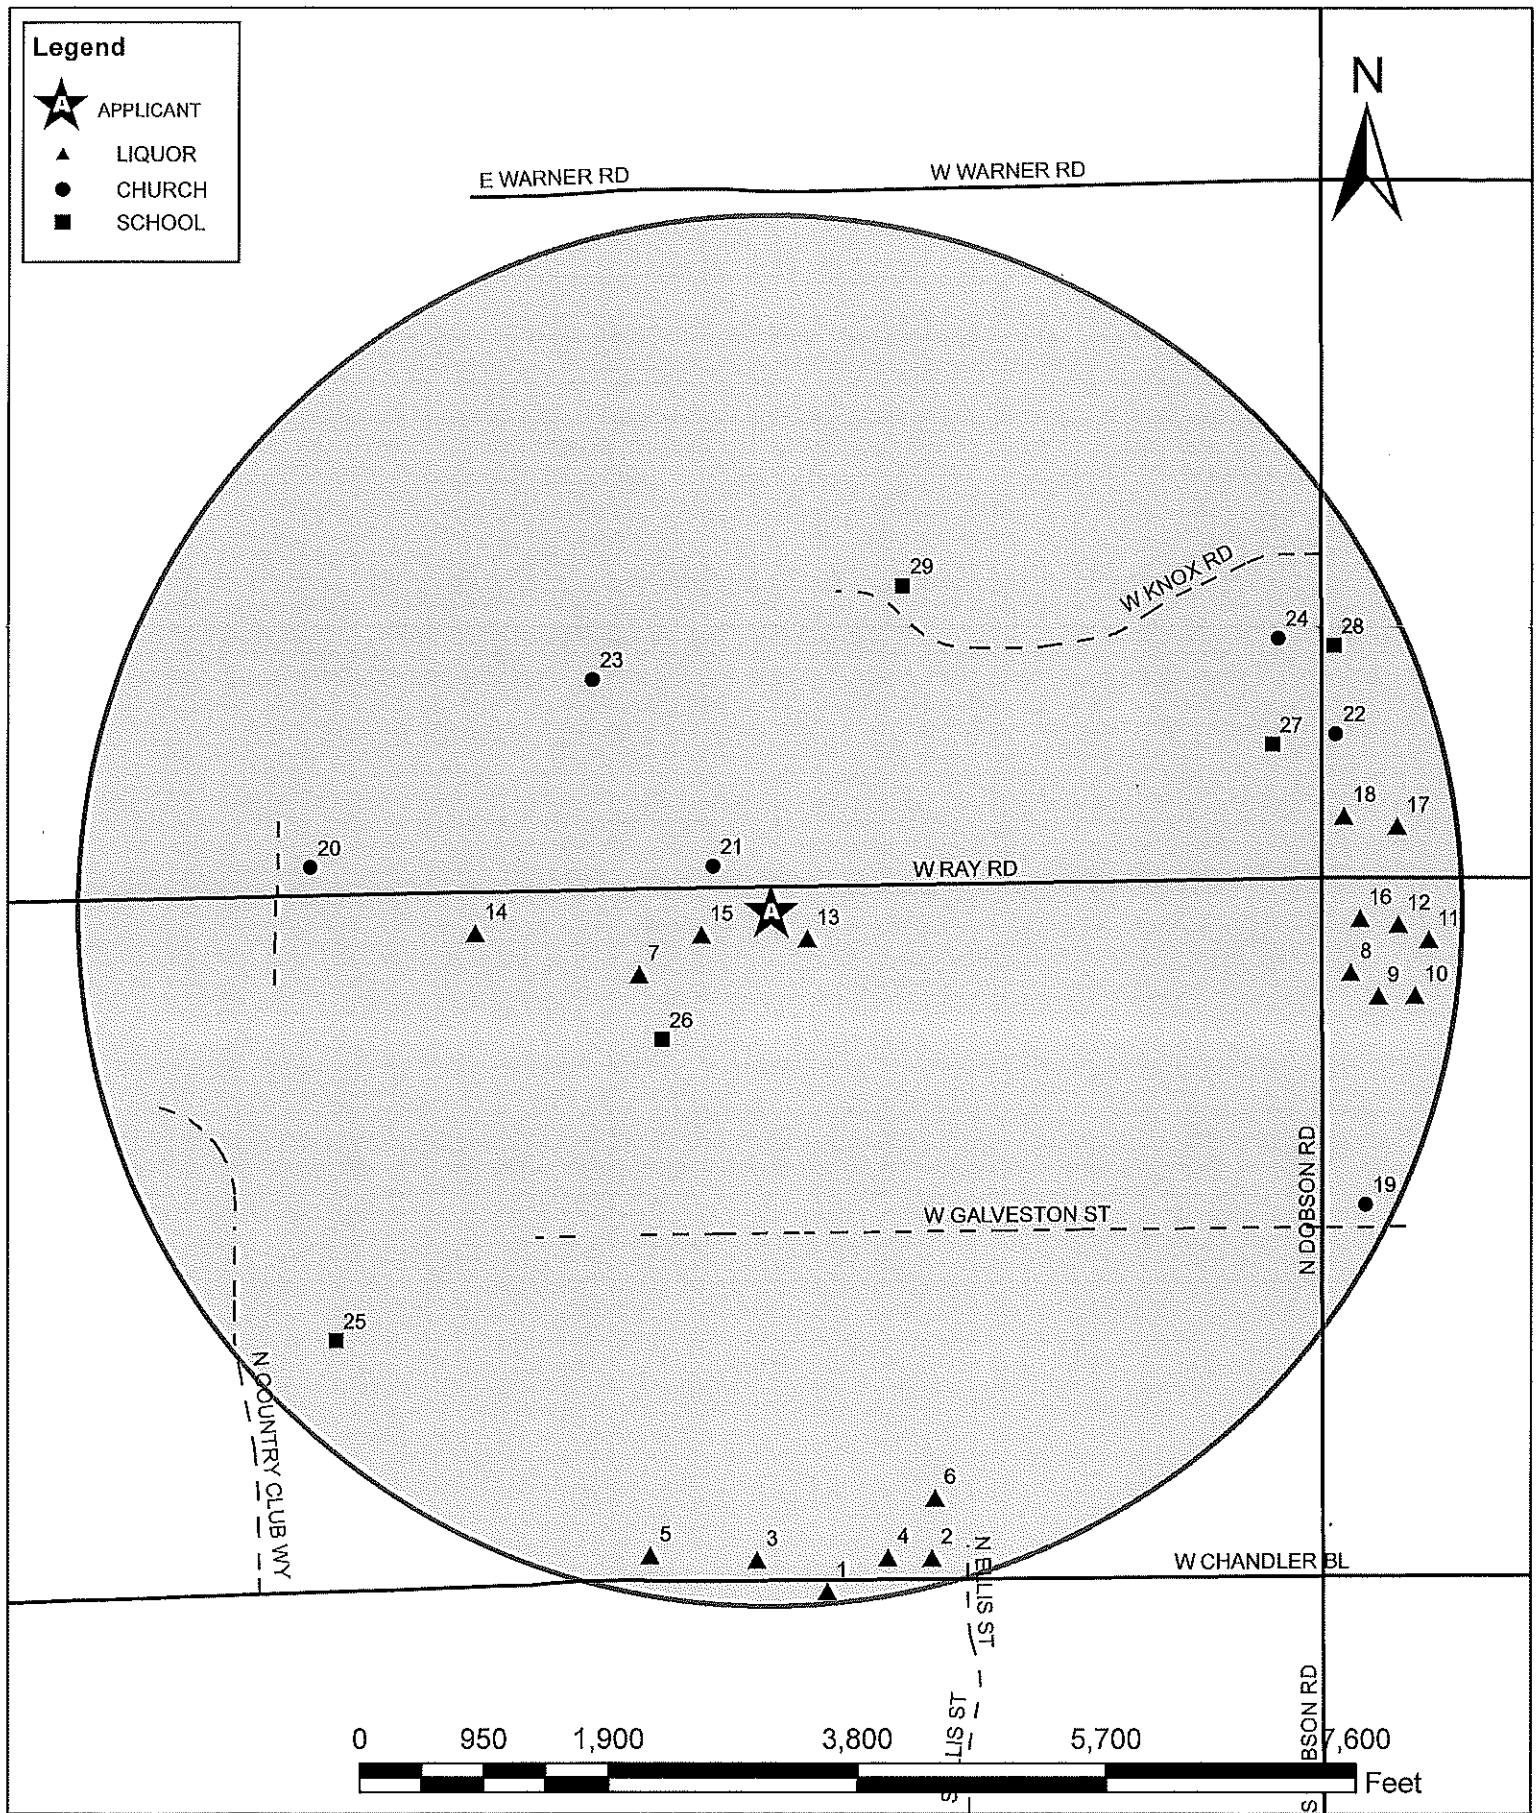 Legend
A APPLICANT
LIQUOR
CHURCH
SCHOOL
N
E WARNER RD
W WARNER RD
29
W KNOX RD
24
28
23
22
27
18
17
20
21
W RAY RD
14
15
A
13
16
12
11
7
8
9
10
26
N DOBSON RD
19
W GALVESTON ST
25
N COUNTRY CLUB WY
6
5
3
4
2
1
N ELLIS ST
W CHANDLER BL
LIS ST
S
BSON RD
S
0 950 1,900 3,800 5,700 7,600
Feet